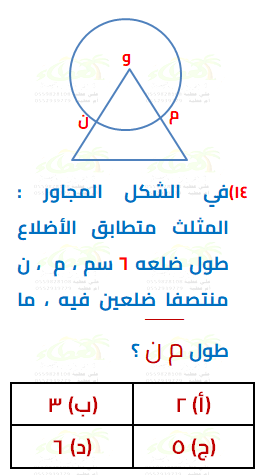 و
ن
م
١٤) في الشكل المجاور :
المثلث متطابق الأضلاع
طول ضلعه ٦ سم ، م ، ن
منتصفا ضلعين فيه ، ما
طول م ن ؟
(أ) ٢
(ب) ٣
(ج) ٥
(د) ٦